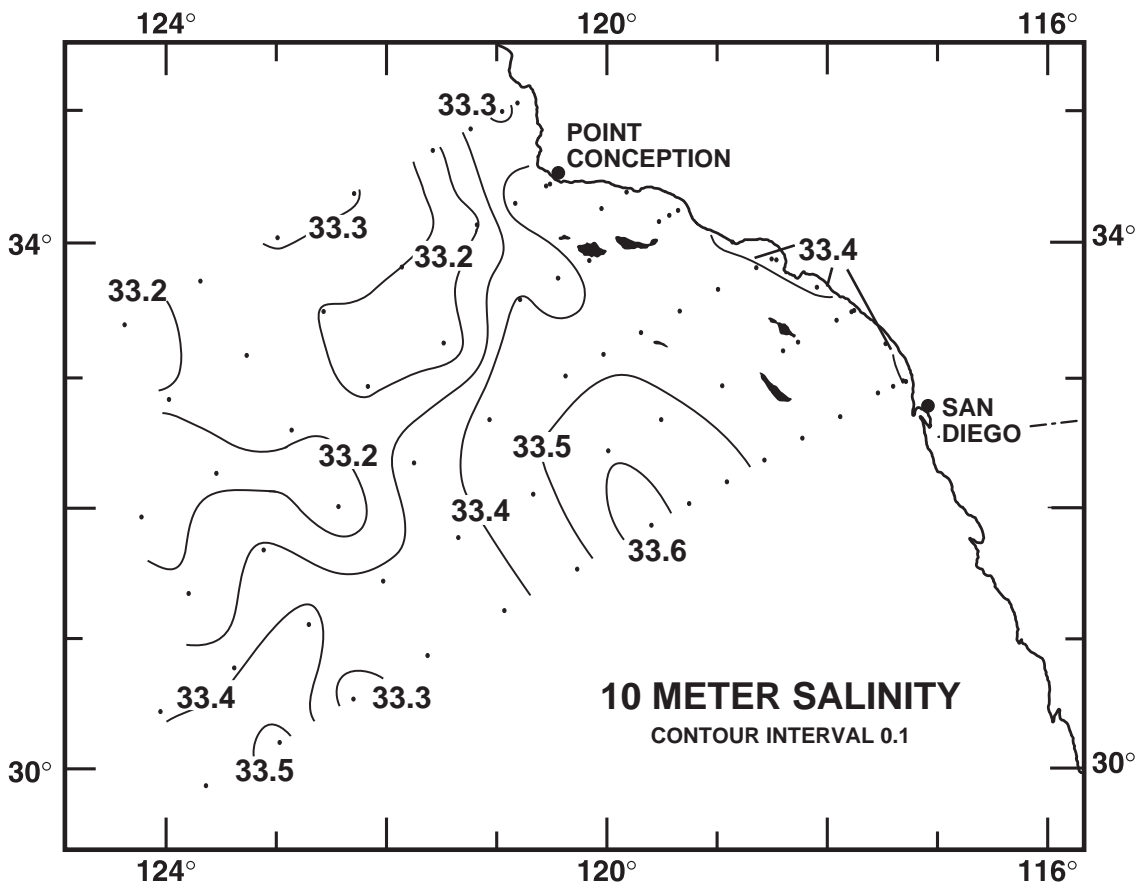 124° 120° 116°
33.3
POINT
CONCEPTION
33.3
34° 33.2 33.4 34°
33.2
33.5
SAN
DIEGO
33.2
33.4
33.6
33.4 33.3
10 METER SALINITY
CONTOUR INTERVAL 0.1
33.5
30° 30°
124° 120° 116°